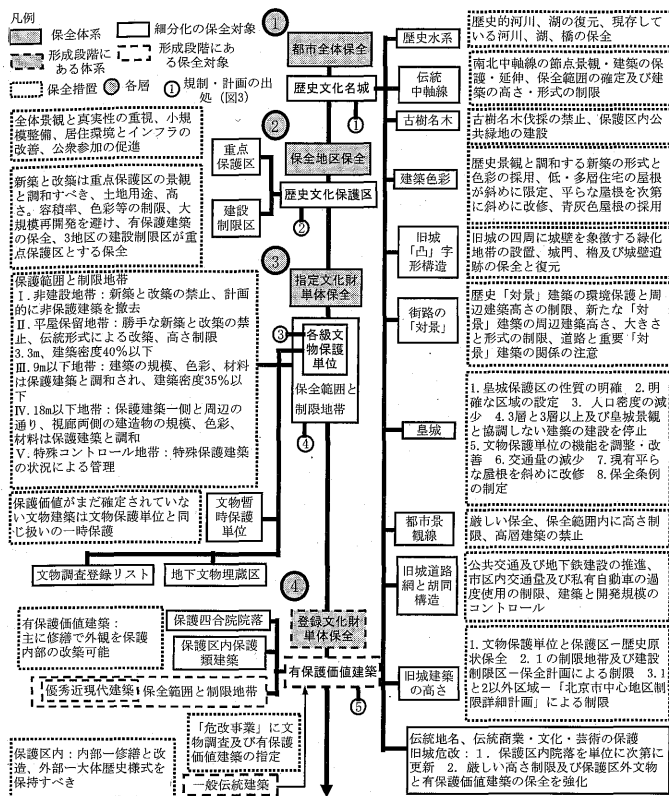 凡例
保全体系
細分化の保全対象
形成段階に
ある体系
形成段階にあ
る保全対象
保全措置
各層
① 規制・計画の出
処(図3)
①
都市全体保全
歴史文化名城
①
全体景観と真実性の重視、小規
模整備、居住環境とインフラの
改善、公衆参加の促進
②
重点
保護区
保全地区保全
歴史文化保護区
建設
制限区
②
新築と改築は重点保護区の景観
と調和すべき、土地用途、高
さ。容積率、色彩等の制限、大
規模再開発を避け、有保護建築
の保全、3地区の建設制限区が重
点保護区とする保全
③
指定文化財
単体保全
保護範囲と制限地帯
Ⅰ.非建設地帯:新築と改築の禁止、計画
的に非保護建築を撤去
Ⅱ.平屋保留地帯:勝手な新築と改築の禁
止、伝統形式による改築、高さ制限
3.3m、建築密度40%以下
Ⅲ.9m以下地帯:建築の規模、色彩、材料
は保護建築と調和され、建築密度35%以
下
Ⅳ.18m以下地帯:保護建築一側と周辺の
通り、視廊両側の建造物の規模、色彩、
材料は保護建築と調和
Ⅴ.特殊コントロール地帯:特殊保護建築
の状況による管理
③
各級文
物保護
単位
保全範囲と
制限地帯
④
保護価値がまだ確定されていな
い文物建築は文物保護単位と同
じ扱いの一時保護
文物暫時
保護
単位
文物調査登録リスト
地下文物埋蔵区
④
登録文化財
単体保全
有保護価値建築:
主に修繕で外観を保護
内部の改築可能
保護四合院院落
保護区内保護
類建築
優秀近現代建築
保全範囲と制限地帯
有保護価値建築
⑤
「危改事業」に文
物調査及び有保護
価値建築の指定
保護区内:内部ー修繕と改
造、外部ー大体歴史様式を
保持すべき
一般伝統建築
歴史水系
歴史的河川、湖の復元、現存し
ている河川、湖、橋の保全
伝統
中軸線
南北中軸線の節点景観・建築の保
護・延伸、保全範囲の確定及び建
築の高さ・形式の制限
古樹名木
古樹名木伐採の禁止、保護区内公
共緑地の建設
建築色彩
歴史景観と調和する新築の形式と
色彩の採用、低・多層住宅の屋根
が斜めに限定、平らな屋根を次第
に斜めに改修、青灰色屋根の採用
旧城
「凸」字
形構造
旧城の四周に城壁を象徴する緑化
地帯の設置、城門、櫓及び城壁遺
跡の保全と復元
街路の
「対景」
歴史「対景」建築の環境保護と周
辺建築高さの制限、新たな「対
景」建築の周辺建築高さ、大きさ
と形式の制限、道路と重要「対
景」建築の関係の注意
皇城
1.皇城保護区の性質の明確 2.明
確な区域の設定 3. 人口密度の減
少 4.3層と3層以上及び皇城景観
と協調しない建築の建設を停止
5.文物保護単位の機能を調整・改
善 6.交通量の減少 7.現有平ら
な屋根を斜めに改修 8.保全条例
の制定
都市景
観線
厳しい保全、保全範囲内に高さ制
限、高層建築の禁止
旧城道路
網と胡同
構造
公共交通及び地下鉄建設の推進、
市区内交通量及び私有自動車の過
度使用の制限、建築と開発規模の
コントロール
旧城建築
の高さ
1.文物保護単位と保護区ー歴史原
状保全 2.1の制限地帯及び建設
制限区ー保全計画による制限 3.1
と2以外区域ー「北京市中心地区制
限詳細計画」による制限
伝統地名、伝統商業・文化・芸術の保護
旧城危改:1. 保護区内院落を単位に次第に
更新 2. 厳しい高さ制限及び保護区外文物
と有保護価値建築の保全を強化